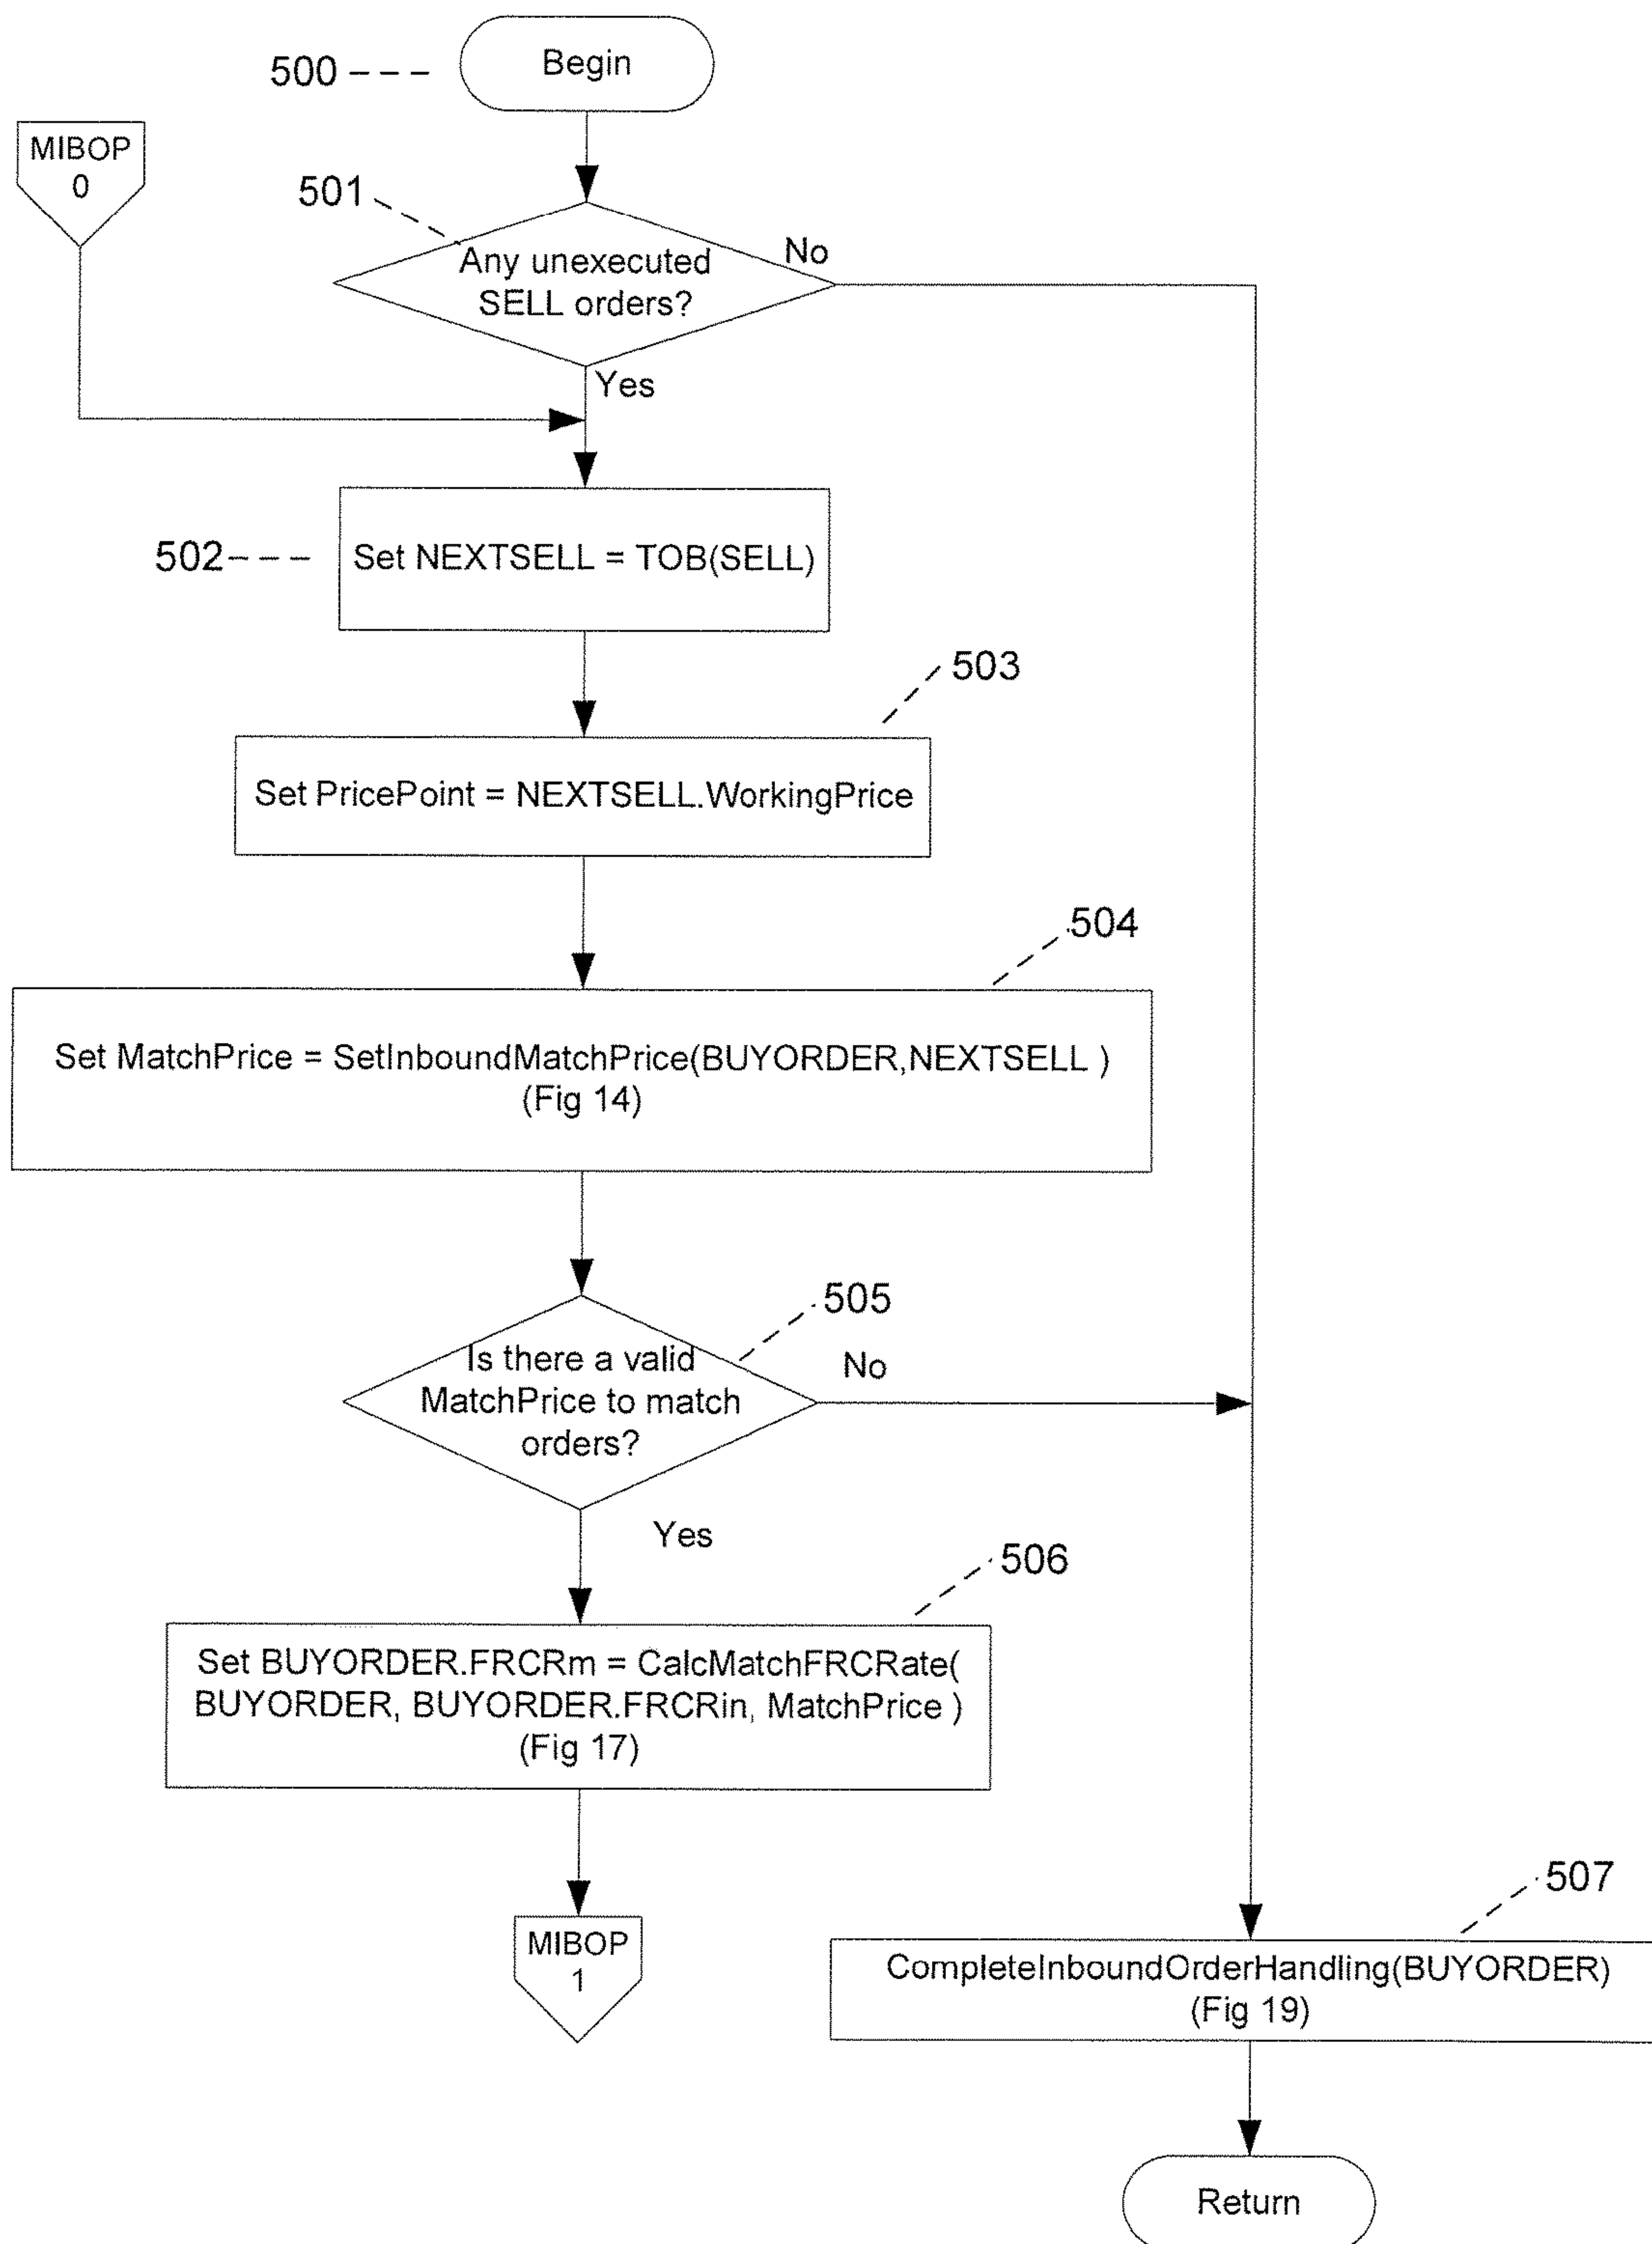 500
Begin
MIBOP
0
501
Any unexecuted
SELL orders?
No
Yes
502
Set NEXTSELL = TOB(SELL)
503
Set PricePoint = NEXTSELL.WorkingPrice
504
Set MatchPrice = SetInboundMatchPrice(BUYORDER,NEXTSELL )
(Fig 14)
505
Is there a valid
MatchPrice to match
orders?
No
Yes
506
Set BUYORDER.FRCRm = CalcMatchFRCRate(
BUYORDER, BUYORDER.FRCRin, MatchPrice )
(Fig 17)
MIBOP
1
507
CompleteInboundOrderHandling(BUYORDER)
(Fig 19)
Return